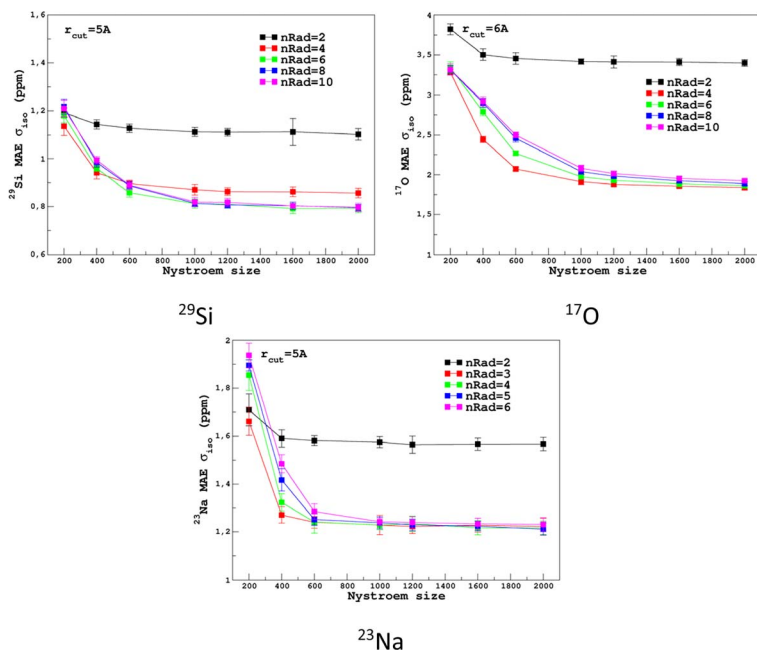 r_cut=5A
nRad=2
nRad=4
nRad=6
nRad=8
nRad=10
29Si MAE σ_iso (ppm)
1,6
1,4
1,2
1
0,8
0,6
200 400 600 800 1000 1200 1400 1600 1800 2000
Nystroem size
29Si
r_cut=6A
nRad=2
nRad=4
nRad=6
nRad=8
nRad=10
17O MAE σ_iso (ppm)
4
3,5
3
2,5
2
1,5
1
200 400 600 800 1000 1200 1400 1600 1800 2000
Nystroem size
17O
r_cut=5A
nRad=2
nRad=3
nRad=4
nRad=5
nRad=6
23Na MAE σ_iso (ppm)
2
1,8
1,6
1,4
1,2
1
200 400 600 800 1000 1200 1400 1600 1800 2000
Nystroem size
23Na